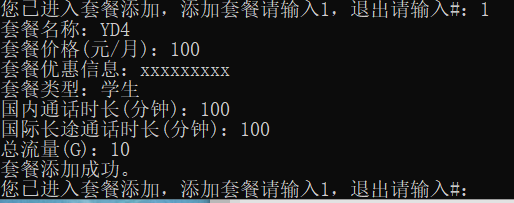 您已进入套餐添加，添加套餐请输入1，退出请输入#：1
套餐名称：YD4
套餐价格(元/月)：100
套餐优惠信息：xxxxxxxxx
套餐类型：学生
国内通话时长(分钟)：100
国际长途通话时长(分钟)：100
总流量(G)：10
套餐添加成功。
您已进入套餐添加，添加套餐请输入1，退出请输入#：